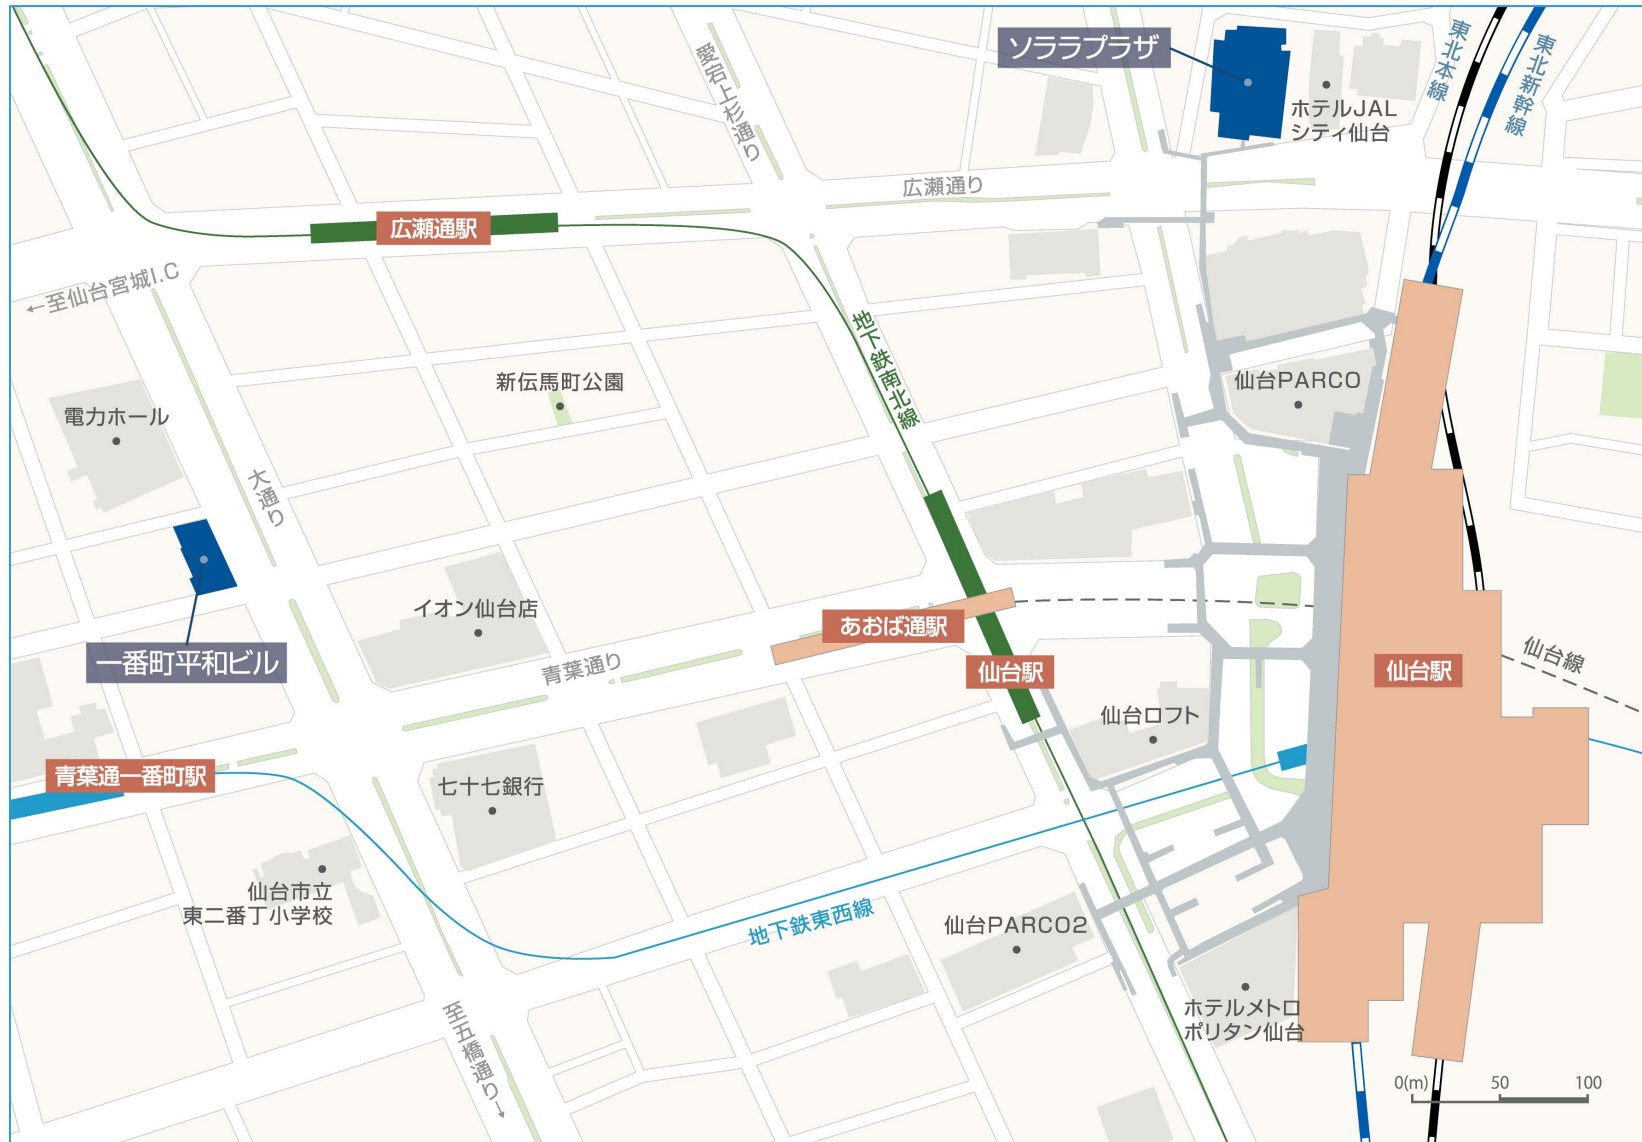 ソララプラザ
ホテルJAL
シティ仙台
東北本線
東北新幹線
愛宕上杉通り
広瀬通り
広瀬通駅
←至仙台宮城I.C
地下鉄南北線
新伝馬町公園
仙台PARCO
電力ホール
大通り
イオン仙台店
あおば通駅
一番町平和ビル
青葉通り
仙台駅
仙台駅
仙台線
仙台ロフト
青葉通一番町駅
七十七銀行
仙台市立
東二番丁小学校
地下鉄東西線
仙台PARCO2
ホテルメトロ
ポリタン仙台
至五橋通り→
0(m) 50 100